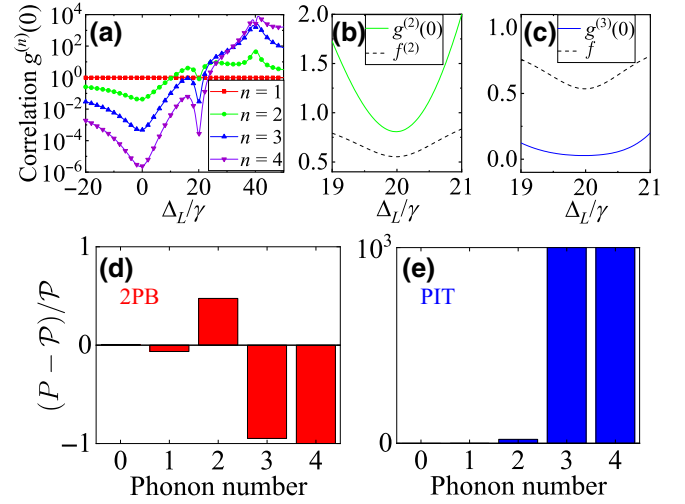 (a)
Correlation g^(n)(0)
10^4
10^2
10^0
10^-2
10^-4
10^-6
n = 1
n = 2
n = 3
n = 4
−20 0 20 40
Δ_L/γ
(b)
g^(2)(0)
f^(2)
2.0
1.5
1.0
0.5
19 20 21
Δ_L/γ
(c)
g^(3)(0)
f
1.0
0.5
0.0
19 20 21
Δ_L/γ
(d)
2PB
(P − 𝒫)/𝒫
1
0
-1
0 1 2 3 4
Phonon number
(e)
PIT
10^3
0
0 1 2 3 4
Phonon number